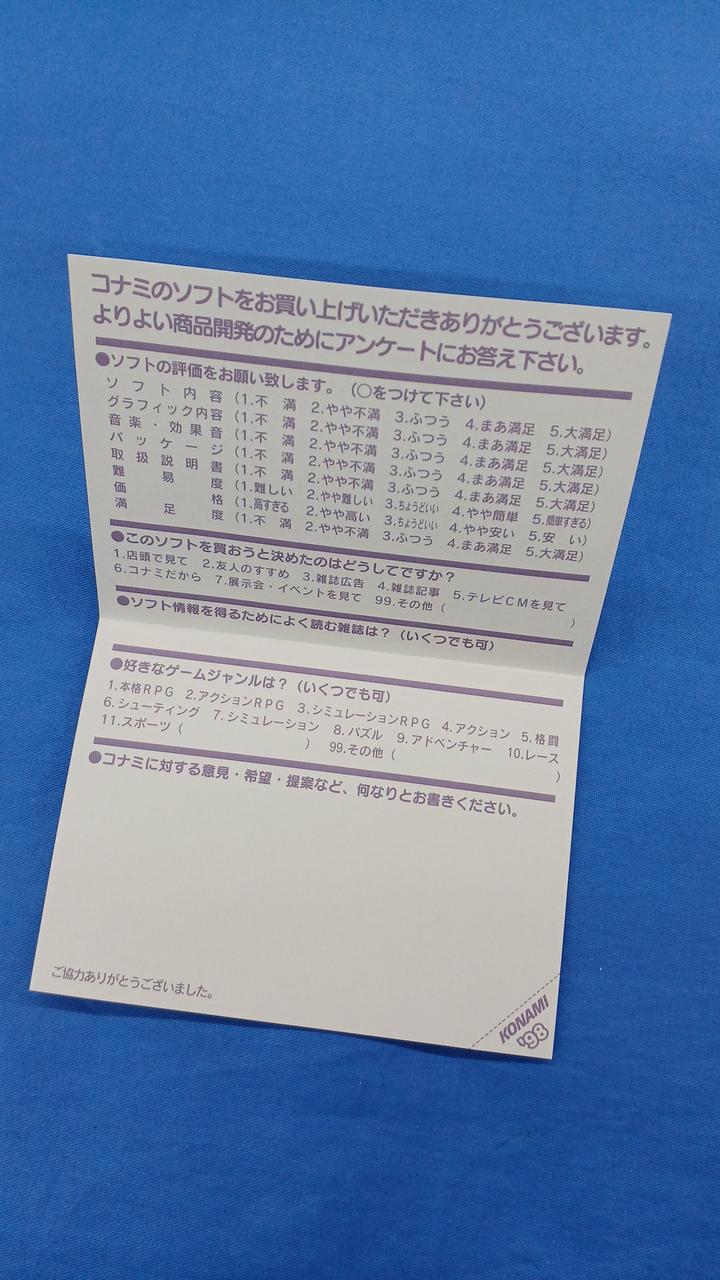 コナミのソフトをお買い上げいただきありがとうございます。
よりよい商品開発のためにアンケートにお答え下さい。
●ソフトの評価をお願い致します。（○をつけて下さい）
ソフト内容（1.不　満　2.やや不満　3.ふつう　4.まあ満足　5.大満足）
グラフィック内容（1.不　満　2.やや不満　3.ふつう　4.まあ満足　5.大満足）
音楽・効果音（1.不　満　2.やや不満　3.ふつう　4.まあ満足　5.大満足）
パッケージ（1.不　満　2.やや不満　3.ふつう　4.まあ満足　5.大満足）
取扱説明書（1.不　満　2.やや不満　3.ふつう　4.まあ満足　5.大満足）
難易度（1.難しい　2.やや難しい　3.ちょうどいい　4.やや簡単　5.簡単すぎる）
価格（1.高すぎる　2.やや高い　3.ちょうどいい　4.やや安い　5.安　い）
満足度（1.不　満　2.やや不満　3.ふつう　4.まあ満足　5.大満足）
●このソフトを買おうと決めたのはどうしてですか？
1.店頭で見て　2.友人のすすめ　3.雑誌広告　4.雑誌記事　5.テレビCMを見て
6.コナミだから　7.展示会・イベントを見て　99.その他（　）
●ソフト情報を得るためによく読む雑誌は？（いくつでも可）
●好きなゲームジャンルは？（いくつでも可）
1.本格RPG　2.アクションRPG　3.シミュレーションRPG　4.アクション　5.格闘
6.シューティング　7.シミュレーション　8.パズル　9.アドベンチャー　10.レース
11.スポーツ（　）　99.その他（　）
●コナミに対する意見・希望・提案など、何なりとお書きください。
ご協力ありがとうございました。
KONAMI
'98